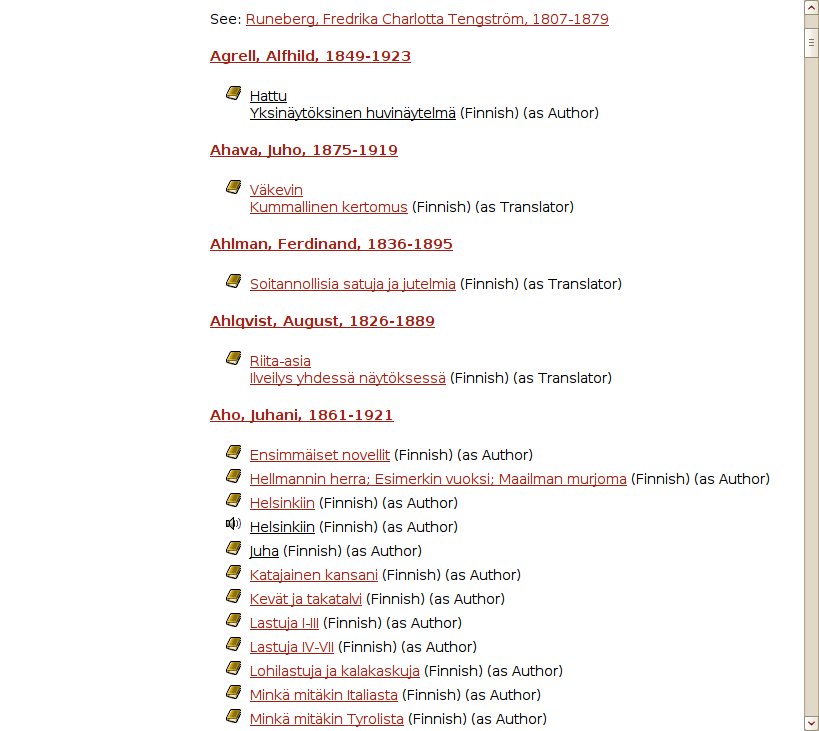 See: Runeberg, Fredrika Charlotta Tengström, 1807-1879
Agrell, Alfhild, 1849-1923
Hattu
Yksinäytöksinen huvinäytelmä (Finnish) (as Author)
Ahava, Juho, 1875-1919
Väkevin
Kummallinen kertomus (Finnish) (as Translator)
Ahlman, Ferdinand, 1836-1895
Soitannollisia satuja ja jutelmia (Finnish) (as Translator)
Ahlqvist, August, 1826-1889
Riita-asia
Ilveilys yhdessä näytöksessä (Finnish) (as Translator)
Aho, Juhani, 1861-1921
Ensimmäiset novellit (Finnish) (as Author)
Hellmannin herra; Esimerkin vuoksi; Maailman murjoma (Finnish) (as Author)
Helsinkiin (Finnish) (as Author)
Helsinkiin (Finnish) (as Author)
Juha (Finnish) (as Author)
Katajainen kansani (Finnish) (as Author)
Kevät ja takatalvi (Finnish) (as Author)
Lastuja I-III (Finnish) (as Author)
Lastuja IV-VII (Finnish) (as Author)
Lohilastuja ja kalakaskuja (Finnish) (as Author)
Minkä mitäkin Italiasta (Finnish) (as Author)
Minkä mitäkin Tyrolista (Finnish) (as Author)